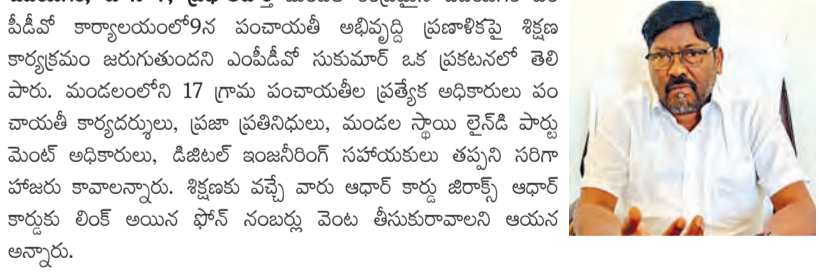 పీడీవో కార్యాలయంలో9న పంచాయతీ అభివృద్ధి ప్రణాళికపై శిక్షణ
కార్యక్రమం జరుగుతుందని ఎంపీడీవో సుకుమార్ ఒక ప్రకటనలో తెలి
పారు. మండలంలోని 17 గ్రామ పంచాయతీల ప్రత్యేక అధికారులు పం
చాయతీ కార్యదర్శులు, ప్రజా ప్రతినిధులు, మండల స్థాయి లైన్‌డి పార్టు
మెంట్ అధికారులు, డిజిటల్ ఇంజనీరింగ్ సహాయకులు తప్పని సరిగా
హాజరు కావాలన్నారు. శిక్షణకు వచ్చే వారు ఆధార్ కార్డు జిరాక్స్ ఆధార్
కార్డుకు లింక్ అయిన ఫోన్ నంబర్లు వెంట తీసుకురావాలని ఆయన
అన్నారు.